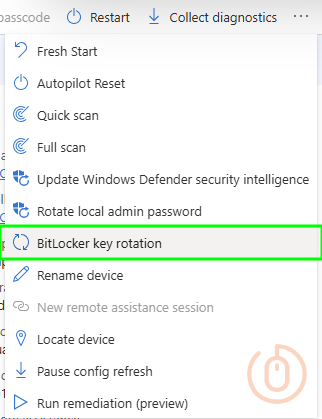 passcode Restart Collect diagnostics ...
Fresh Start
Autopilot Reset
Quick scan
Full scan
Update Windows Defender security intelligence
Rotate local admin password
BitLocker key rotation
Rename device
New remote assistance session
Locate device
Pause config refresh
Run remediation (preview)